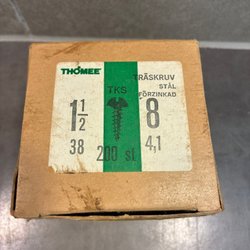 THOMÉE
TRÄSKRUV
STÅL
FÖRZINKAD
TKS
1 1/2
8
38
200 st
4,1